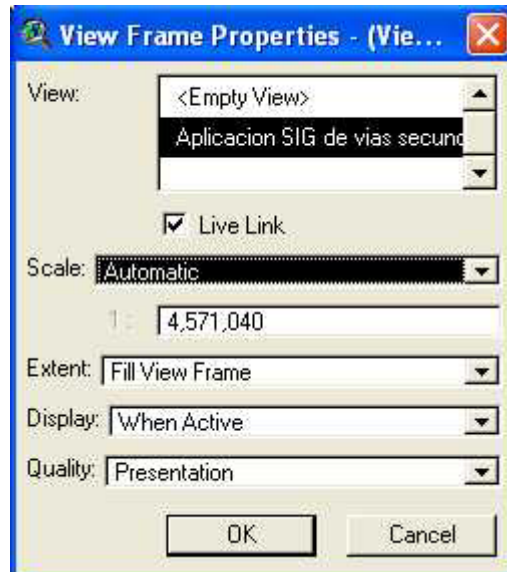 View Frame Properties - (Vie...
View:
<Empty View>
Aplicacion SIG de vias secund
Live Link
Scale: Automatic
1 : 4,571,040
Extent: Fill View Frame
Display: When Active
Quality: Presentation
OK Cancel